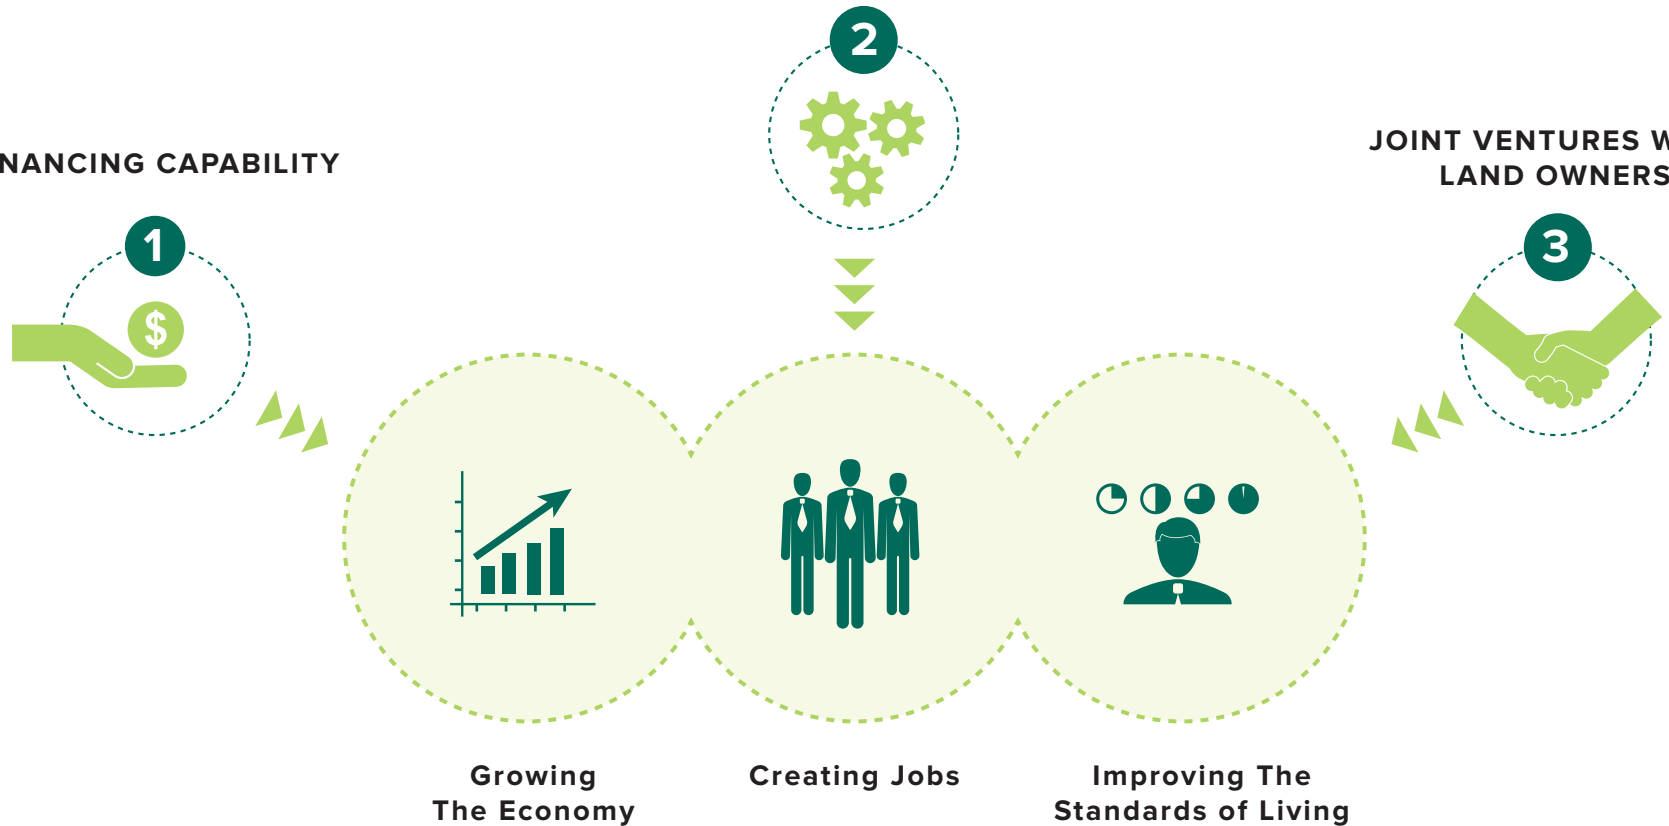 2
NANCING CAPABILITY
JOINT VENTURES W
LAND OWNERS
1
$
3
Growing
The Economy
Creating Jobs
Improving The
Standards of Living